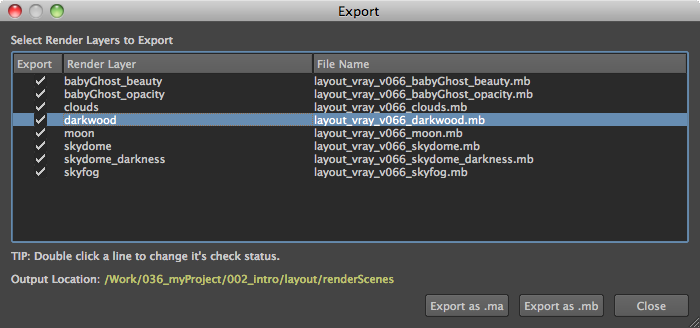 Export
Select Render Layers to Export
Export Render Layer File Name
babyGhost_beauty layout_vray_v066_babyGhost_beauty.mb
babyGhost_opacity layout_vray_v066_babyGhost_opacity.mb
clouds layout_vray_v066_clouds.mb
darkwood layout_vray_v066_darkwood.mb
moon layout_vray_v066_moon.mb
skydome layout_vray_v066_skydome.mb
skydome_darkness layout_vray_v066_skydome_darkness.mb
skyfog layout_vray_v066_skyfog.mb
TIP: Double click a line to change it's check status.
Output Location: /Work/036_myProject/002_intro/layout/renderScenes
Export as .ma Export as .mb Close